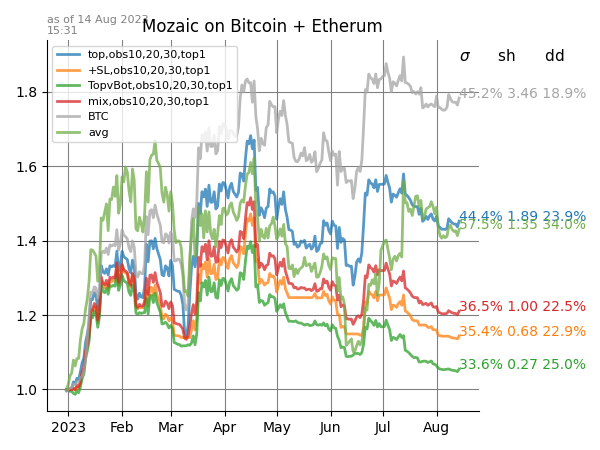 as of 14 Aug 2023
15:31
Mozaic on Bitcoin + Etherum
σ sh dd
top,obs10,20,30,top1
+SL,obs10,20,30,top1
TopvBot,obs10,20,30,top1
mix,obs10,20,30,top1
BTC
avg
45.2% 3.46 18.9%
44.4% 1.89 23.9%
57.5% 1.35 34.0%
36.5% 1.00 22.5%
35.4% 0.68 22.9%
33.6% 0.27 25.0%
1.8
1.6
1.4
1.2
1.0
2023 Feb Mar Apr May Jun Jul Aug